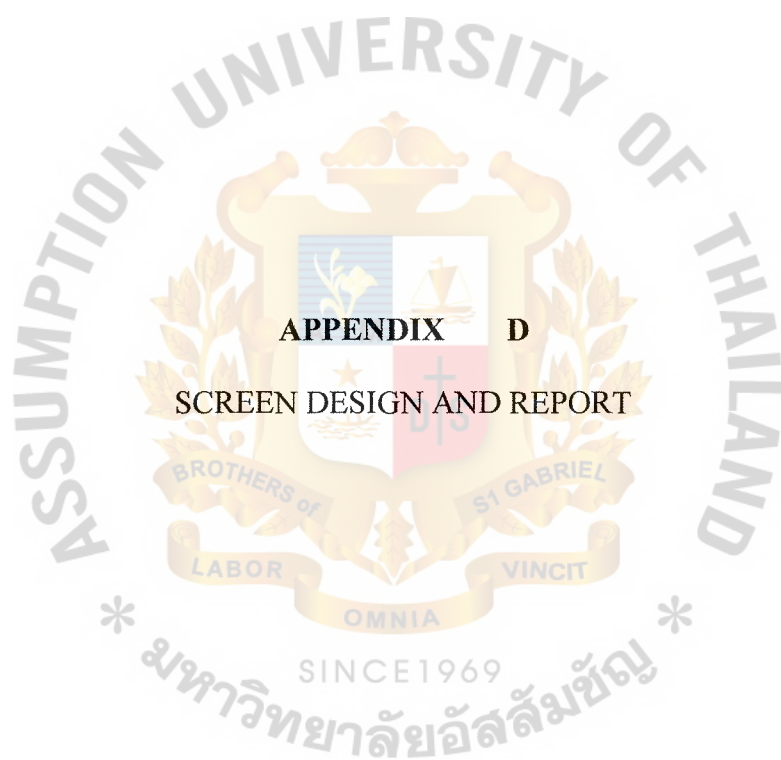 ASSUMPTION UNIVERSITY OF THAILAND
APPENDIX D
SCREEN DESIGN AND REPORT
D S
BROTHERS of S1 GABRIEL
LABOR VINCIT
OMNIA
SINCE1969
* มหาวิทยาลัยอัสสัมชัญ *